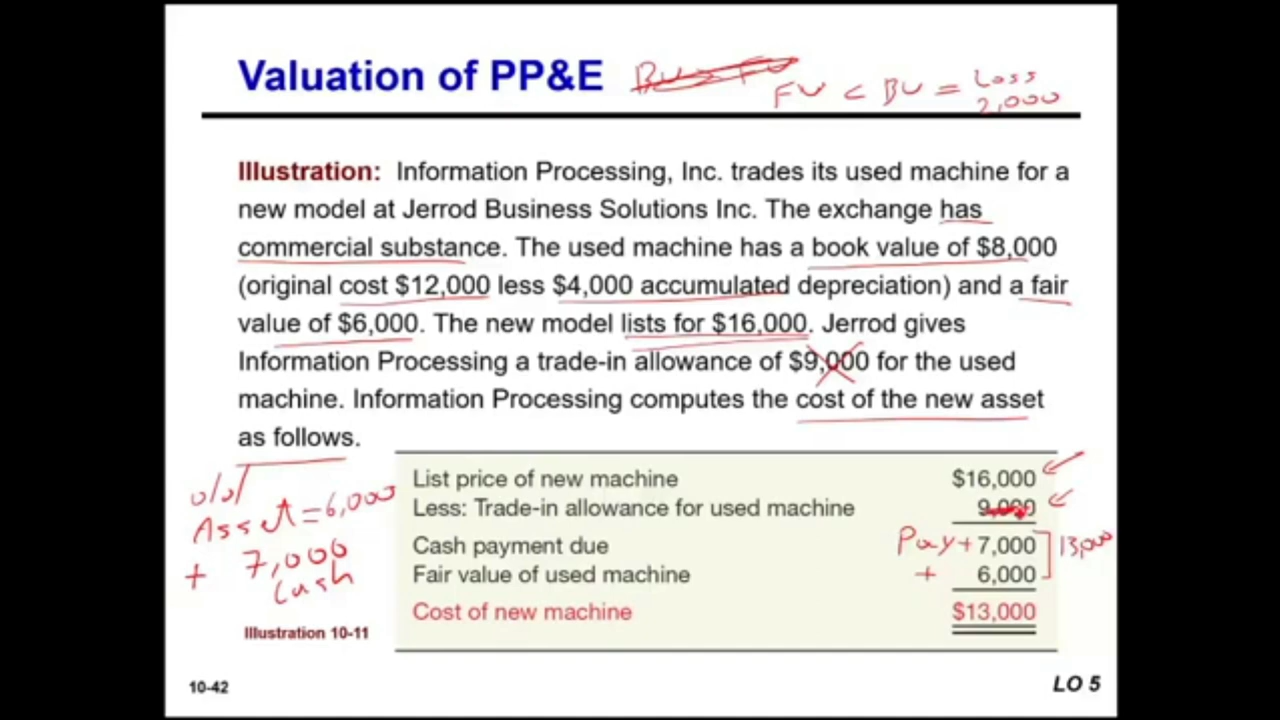 Valuation of PP&E
FV < BV = Loss
2,000
Illustration: Information Processing, Inc. trades its used machine for a
new model at Jerrod Business Solutions Inc. The exchange has
commercial substance. The used machine has a book value of $8,000
(original cost $12,000 less $4,000 accumulated depreciation) and a fair
value of $6,000. The new model lists for $16,000. Jerrod gives
Information Processing a trade-in allowance of $9,000 for the used
machine. Information Processing computes the cost of the new asset
as follows.
old
Asset = 6,000
+ 7,000
Cash
List price of new machine $16,000
Less: Trade-in allowance for used machine 9,000
Cash payment due Pay + 7,000 13,000
Fair value of used machine + 6,000
Cost of new machine $13,000
Illustration 10-11
10-42
LO 5